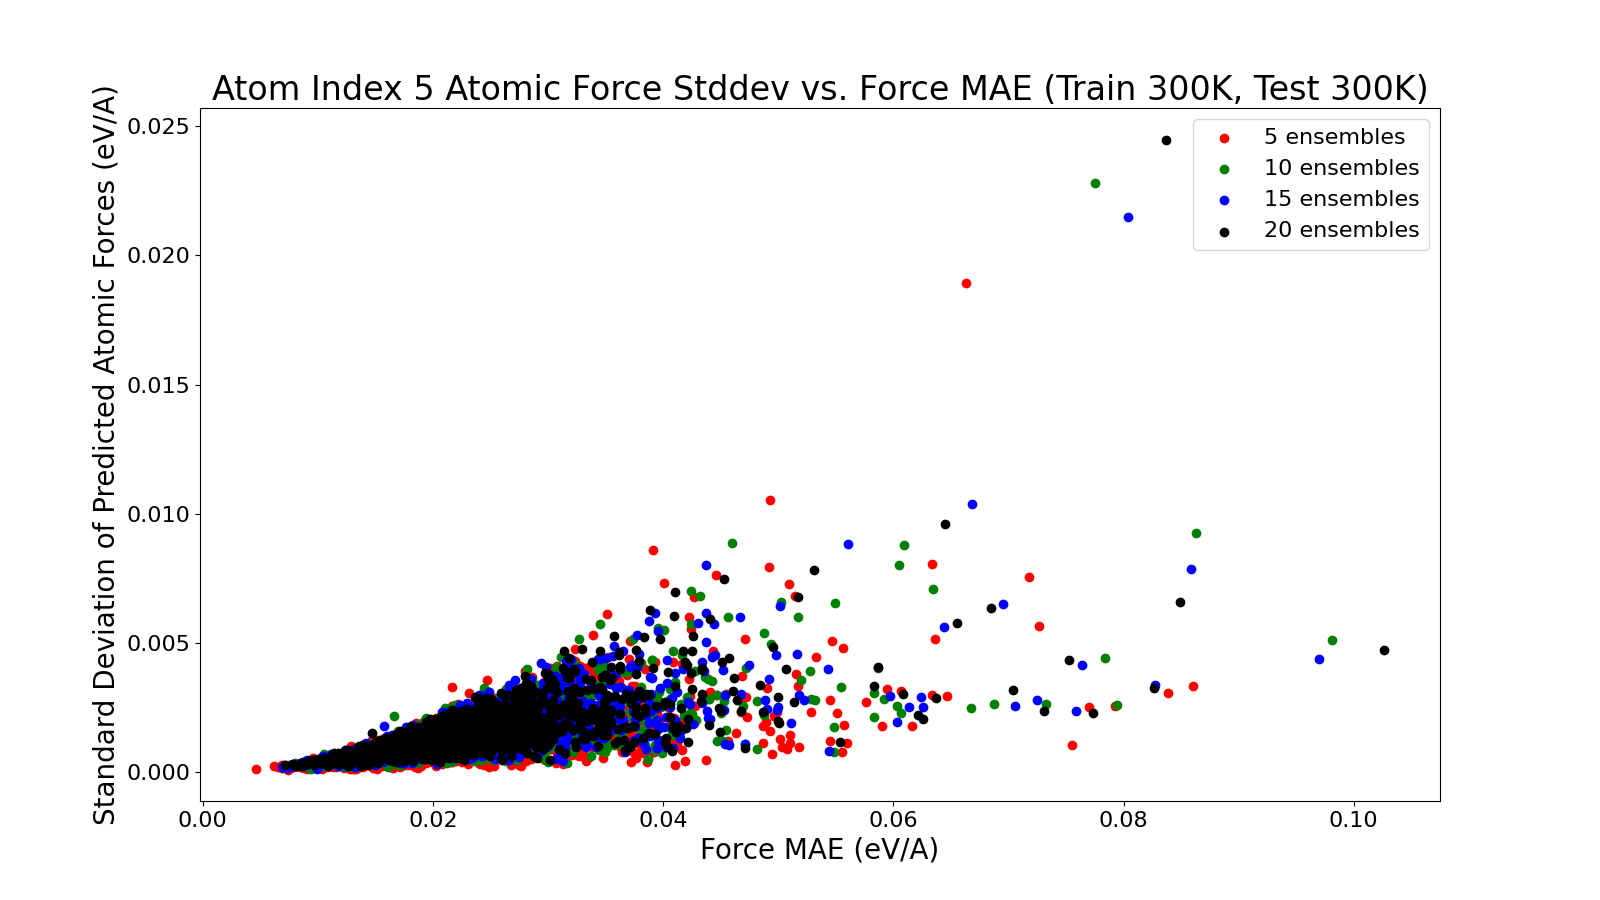 Atom Index 5 Atomic Force Stddev vs. Force MAE (Train 300K, Test 300K)
Standard Deviation of Predicted Atomic Forces (eV/A)
0.025
0.020
0.015
0.010
0.005
0.000
5 ensembles
10 ensembles
15 ensembles
20 ensembles
0.00 0.02 0.04 0.06 0.08 0.10
Force MAE (eV/A)